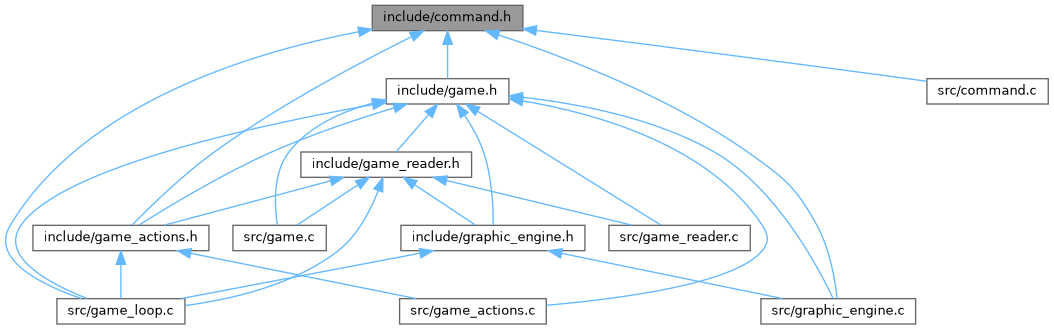 include/command.h
include/game.h
src/command.c
include/game_reader.h
include/game_actions.h
src/game.c
include/graphic_engine.h
src/game_reader.c
src/game_loop.c
src/game_actions.c
src/graphic_engine.c